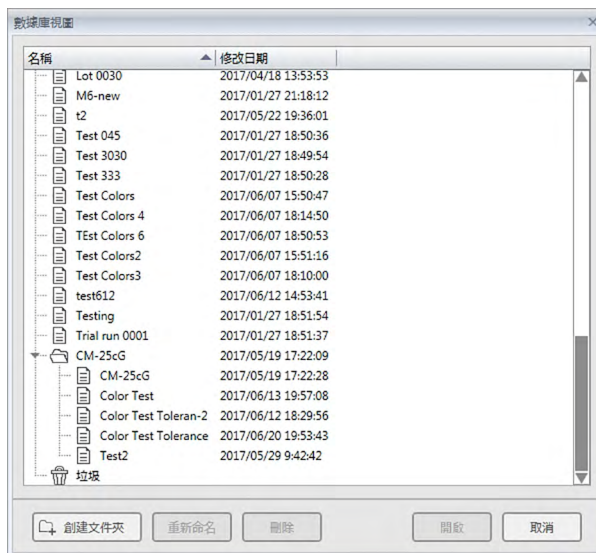 數據庫視圖
名稱 修改日期
Lot 0030 2017/04/18 13:53:53
M6-new 2017/01/27 21:18:12
t2 2017/05/22 19:36:01
Test 045 2017/01/27 18:50:36
Test 3030 2017/01/27 18:49:54
Test 333 2017/01/27 18:50:28
Test Colors 2017/06/07 15:50:47
Test Colors 4 2017/06/07 18:14:50
TEst Colors 6 2017/06/07 18:50:53
Test Colors2 2017/06/07 15:51:16
Test Colors3 2017/06/07 18:10:00
test612 2017/06/12 14:53:41
Testing 2017/01/27 18:51:54
Trial run 0001 2017/01/27 18:51:37
CM-25cG 2017/05/19 17:22:09
CM-25cG 2017/05/19 17:22:28
Color Test 2017/06/13 19:57:08
Color Test Toleran-2 2017/06/12 18:29:56
Color Test Tolerance 2017/06/20 19:53:43
Test2 2017/05/29 9:42:42
垃圾
創建文件夾 重新命名 刪除 開啟 取消